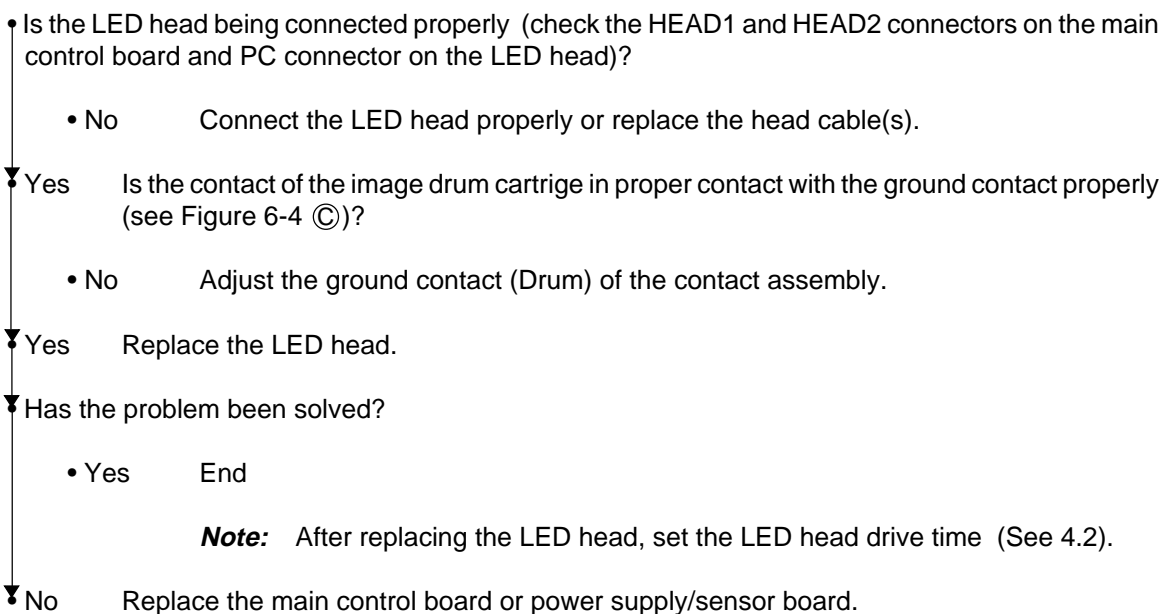 • Is the LED head being connected properly (check the HEAD1 and HEAD2 connectors on the main
control board and PC connector on the LED head)?
• No Connect the LED head properly or replace the head cable(s).
• Yes Is the contact of the image drum cartrige in proper contact with the ground contact properly
(see Figure 6-4 Ⓒ)?
• No Adjust the ground contact (Drum) of the contact assembly.
• Yes Replace the LED head.
• Has the problem been solved?
• Yes End
Note: After replacing the LED head, set the LED head drive time (See 4.2).
• No Replace the main control board or power supply/sensor board.